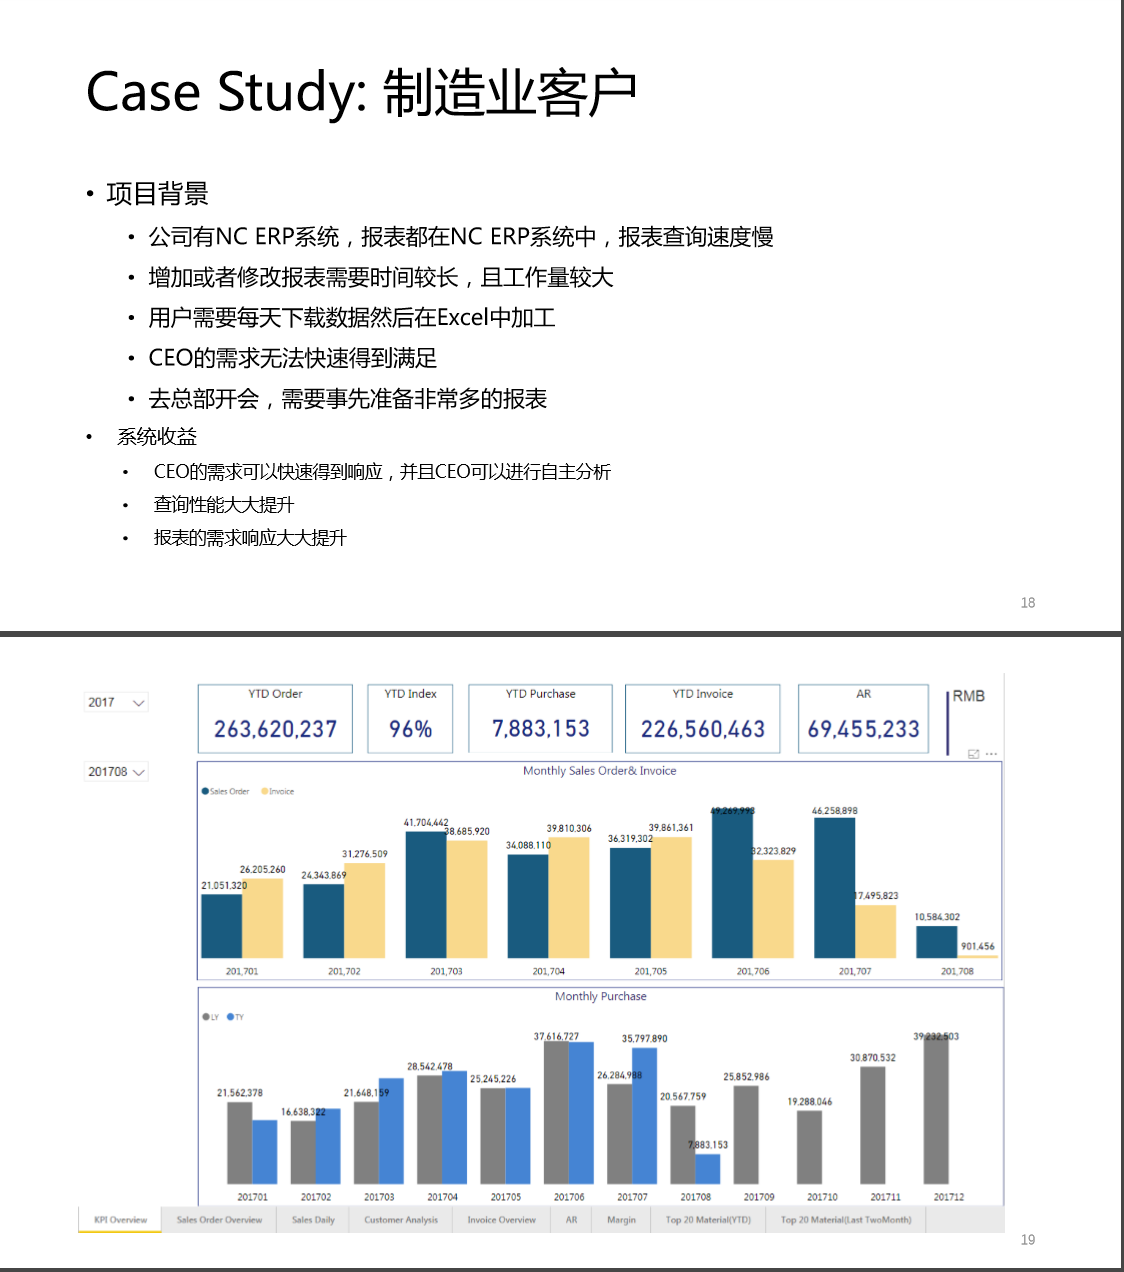 Case Study: 制造业客户
• 项目背景
• 公司有NC ERP系统，报表都在NC ERP系统中，报表查询速度慢
• 增加或者修改报表需要时间较长，且工作量较大
• 用户需要每天下载数据然后在Excel中加工
• CEO的需求无法快速得到满足
• 去总部开会，需要事先准备非常多的报表
• 系统收益
• CEO的需求可以快速得到响应，并且CEO可以进行自主分析
• 查询性能大大提升
• 报表的需求响应大大提升
18
2017
201708
YTD Order
263,620,237
YTD Index
96%
YTD Purchase
7,883,153
YTD Invoice
226,560,463
AR
69,455,233
RMB
Monthly Sales Order& Invoice
Sales Order Invoice
21,051,320 26,205,260 24,343,869 31,276,509 41,704,442 38,685,920 34,088,110 39,810,306 36,319,302 39,861,361 49,269,993 32,323,829 46,258,898 17,495,823 10,584,302 901,456
201,701 201,702 201,703 201,704 201,705 201,706 201,707 201,708
Monthly Purchase
LY TY
21,562,378 16,638,322 21,648,159 28,542,478 25,245,226 37,616,727 26,284,988 35,797,890 20,567,759 7,883,153 25,852,986 19,288,046 30,870,532 39,232,503
201701 201702 201703 201704 201705 201706 201707 201708 201709 201710 201711 201712
KPI Overview Sales Order Overview Sales Daily Customer Analysis Invoice Overview AR Margin Top 20 Material(YTD) Top 20 Material(Last TwoMonth)
19